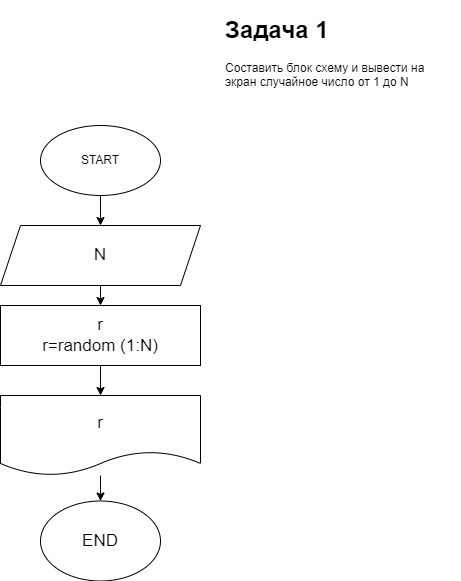 Задача 1
Составить блок схему и вывести на
экран случайное число от 1 до N
START
N
r
r=random (1:N)
r
END